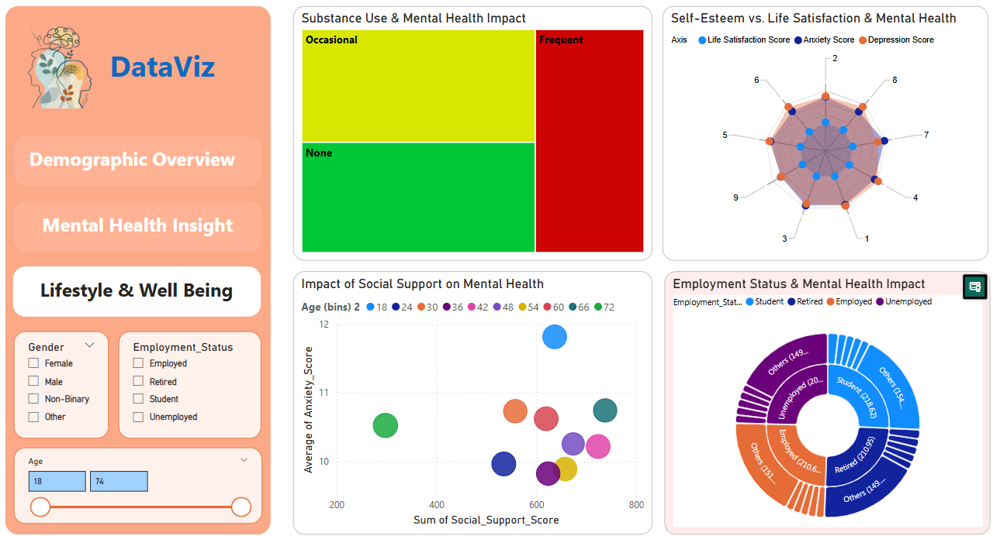 DataViz
Demographic Overview
Mental Health Insight
Lifestyle & Well Being
Gender
Female
Male
Non-Binary
Other
Employment_Status
Employed
Retired
Student
Unemployed
Age
18
74
Substance Use & Mental Health Impact
Occasional
Frequent
None
Self-Esteem vs. Life Satisfaction & Mental Health
Axis Life Satisfaction Score Anxiety Score Depression Score
2
8
7
4
1
3
9
5
6
Impact of Social Support on Mental Health
Age (bins) 2 18 24 30 36 42 48 54 60 66 72
Average of Anxiety_Score
12
11
10
200 400 600 800
Sum of Social_Support_Score
Employment Status & Mental Health Impact
Employment_Stat... Student Retired Employed Unemployed
Others (149...
Others (154....
Unemployed (20...
Student (218.62)
Employed (210.6...
Retired (210.95)
Others (151...
Others (149...